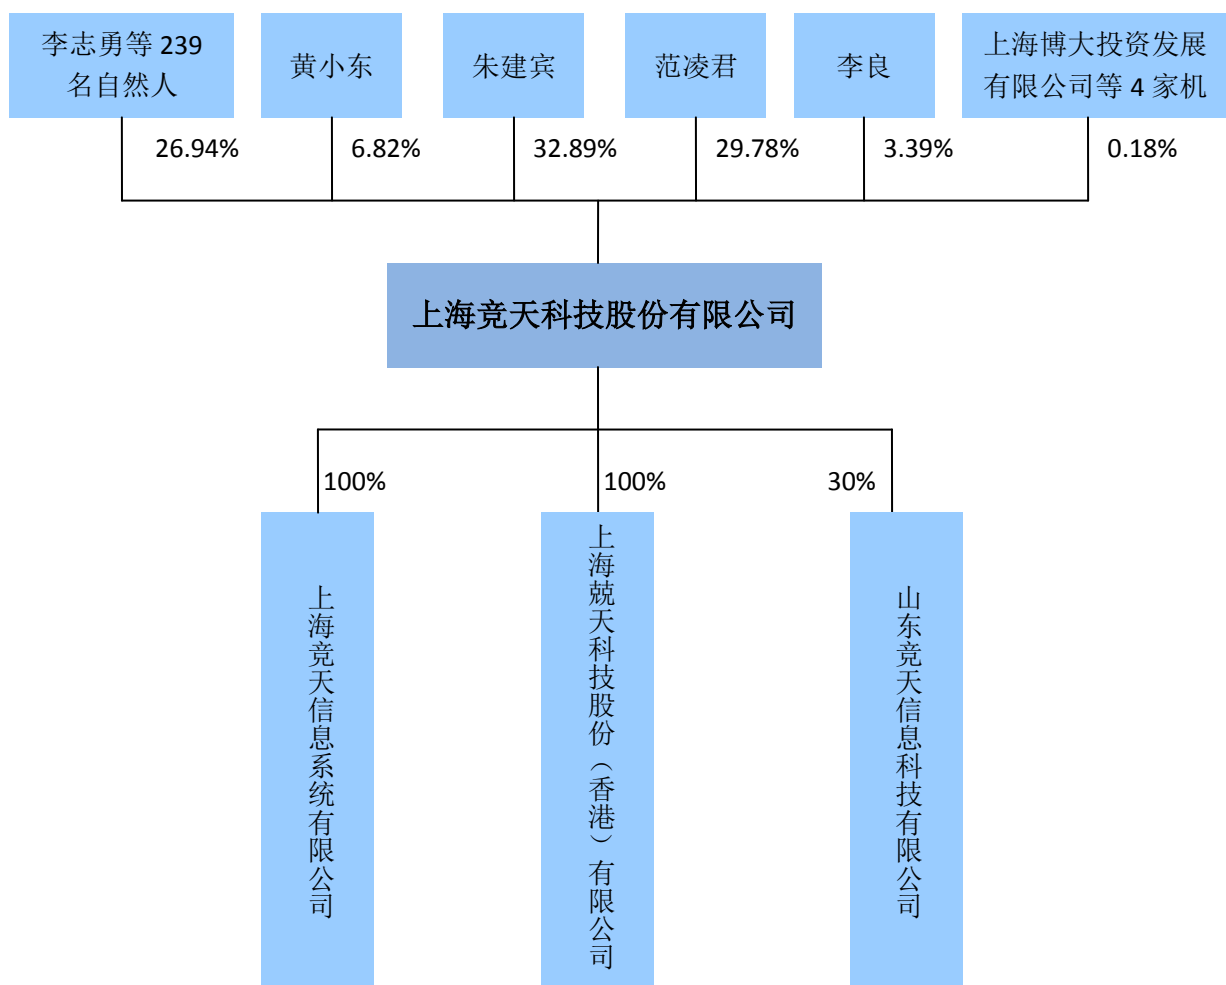 李志勇等 239
名自然人
黄小东
朱建宾
范凌君
李良
上海博大投资发展
有限公司等 4 家机
26.94%
6.82%
32.89%
29.78%
3.39%
0.18%
上海竞天科技股份有限公司
100%
100%
30%
上海竞天信息系统有限公司
上海兢天科技股份（香港）有限公司
山东竞天信息科技有限公司